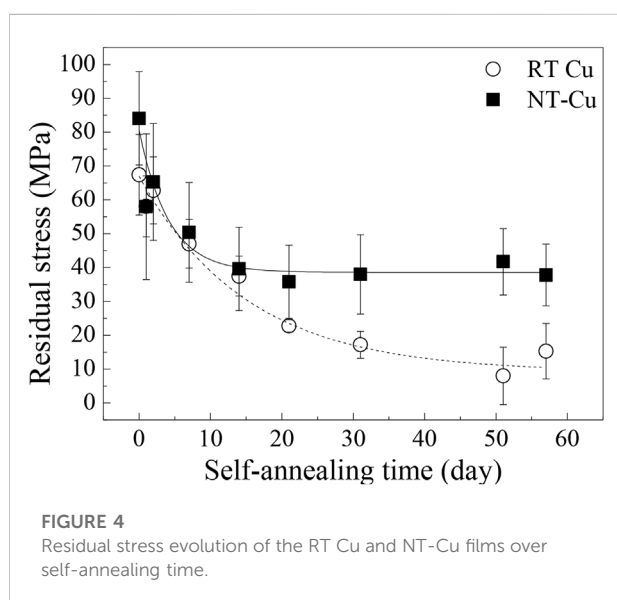 100
90
80
70
60
50
40
30
20
10
0
Residual stress (MPa)
RT Cu
NT-Cu
0 10 20 30 40 50 60
Self-annealing time (day)
FIGURE 4
Residual stress evolution of the RT Cu and NT-Cu films over
self-annealing time.